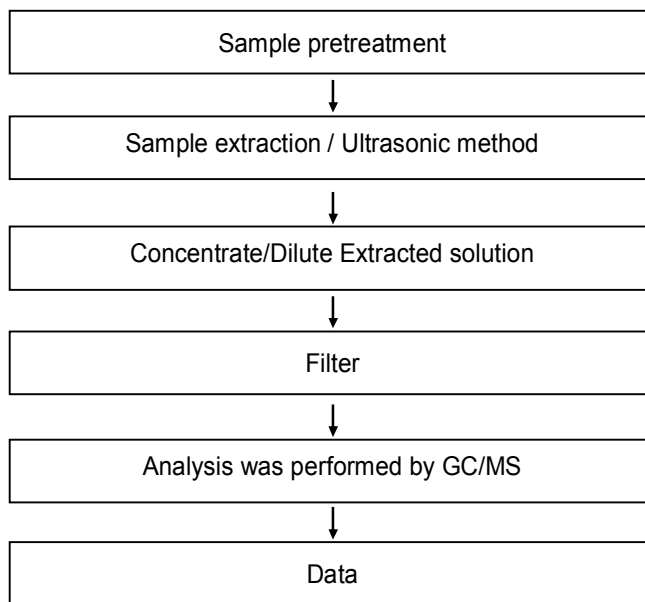 Sample pretreatment
Sample extraction / Ultrasonic method
Concentrate/Dilute Extracted solution
Filter
Analysis was performed by GC/MS
Data